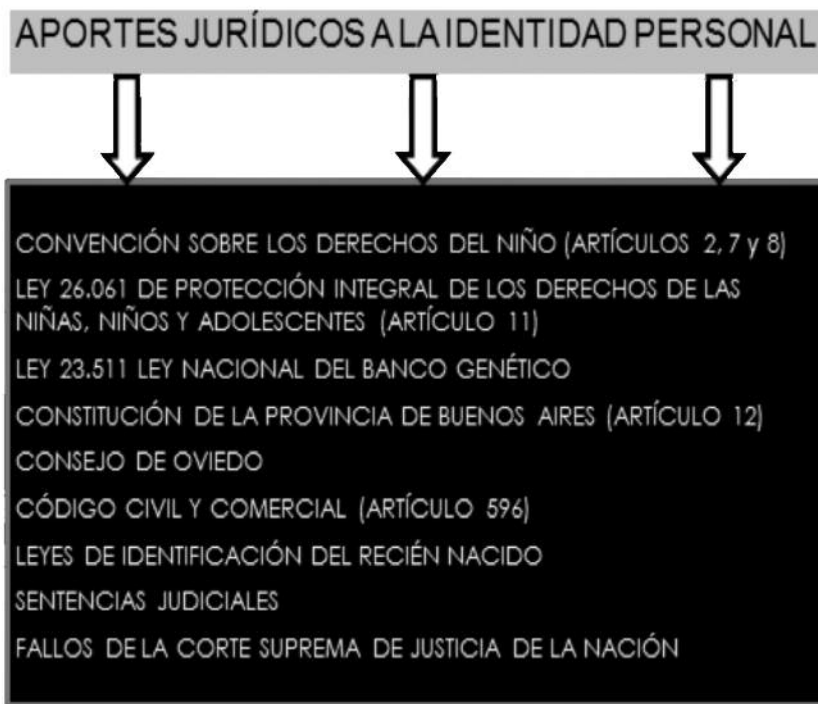 APORTES JURÍDICOS A LA IDENTIDAD PERSONAL
CONVENCIÓN SOBRE LOS DERECHOS DEL NIÑO (ARTÍCULOS 2, 7 y 8)
LEY 26.061 DE PROTECCIÓN INTEGRAL DE LOS DERECHOS DE LAS
NIÑAS, NIÑOS Y ADOLESCENTES (ARTÍCULO 11)
LEY 23.511 LEY NACIONAL DEL BANCO GENÉTICO
CONSTITUCIÓN DE LA PROVINCIA DE BUENOS AIRES (ARTÍCULO 12)
CONSEJO DE OVIEDO
CÓDIGO CIVIL Y COMERCIAL (ARTÍCULO 596)
LEYES DE IDENTIFICACIÓN DEL RECIÉN NACIDO
SENTENCIAS JUDICIALES
FALLOS DE LA CORTE SUPREMA DE JUSTICIA DE LA NACIÓN